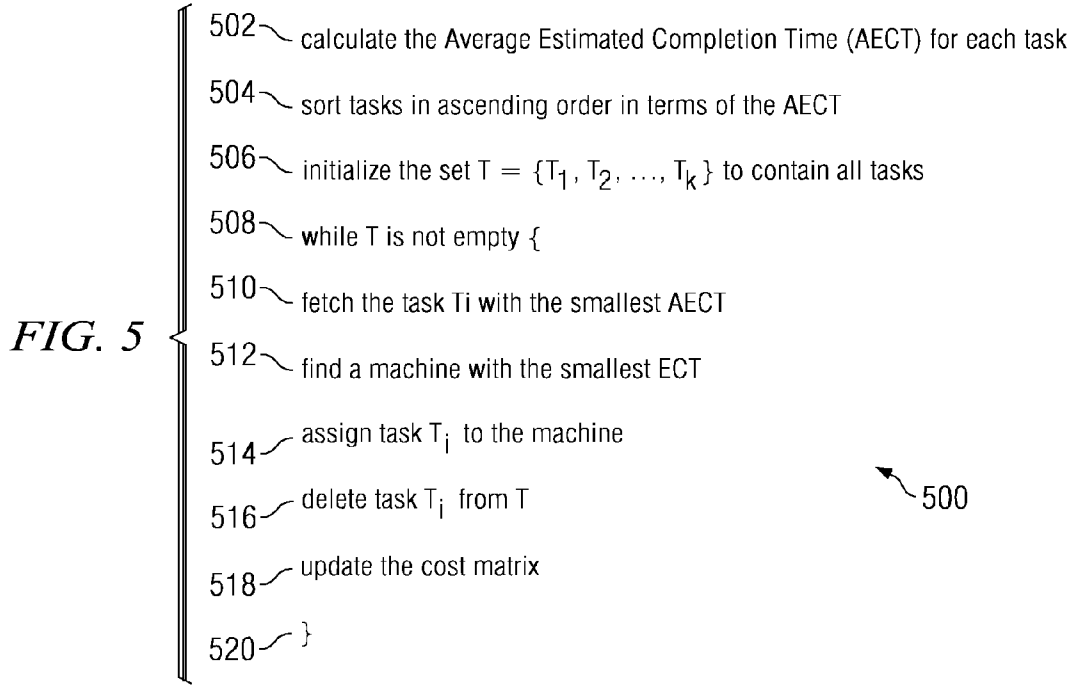 502 calculate the Average Estimated Completion Time (AECT) for each task
504 sort tasks in ascending order in terms of the AECT
506 initialize the set T = {T1, T2, ..., Tk} to contain all tasks
508 while T is not empty {
510 fetch the task Ti with the smallest AECT
FIG. 5
512 find a machine with the smallest ECT
514 assign task Ti to the machine
516 delete task Ti from T
500
518 update the cost matrix
520 }